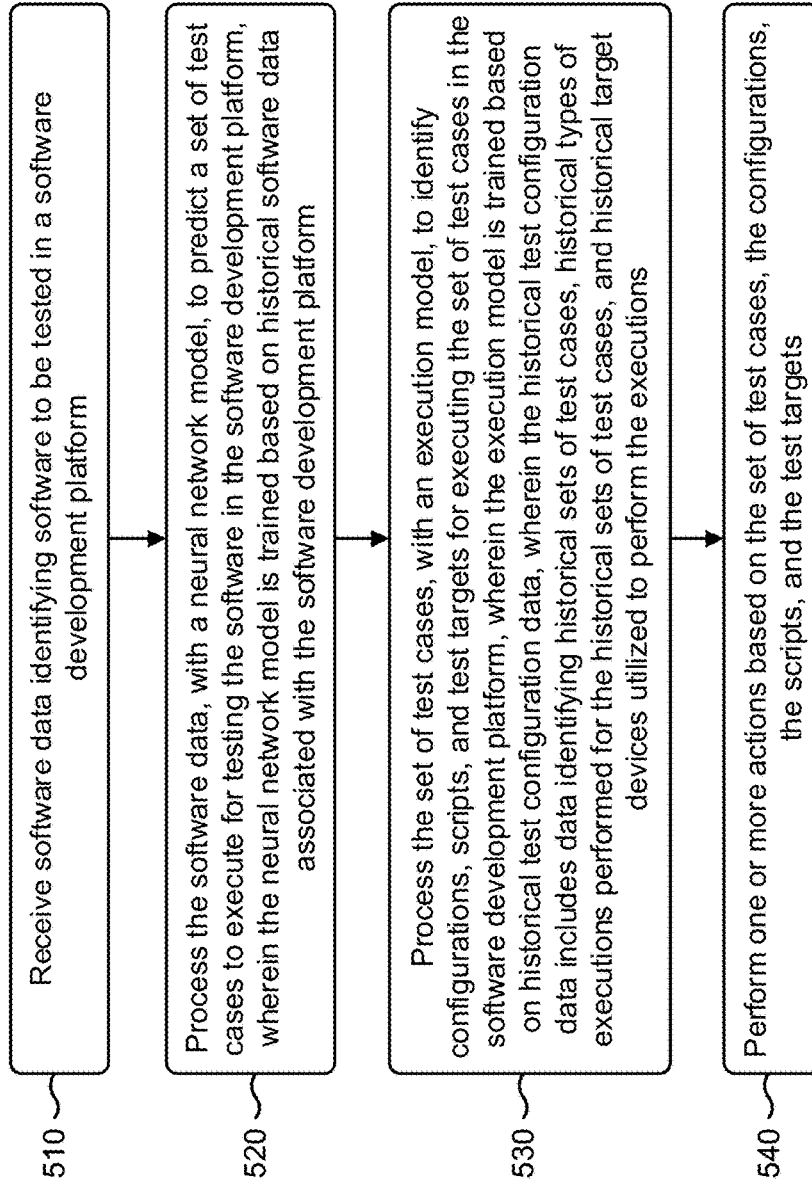 510
Receive software data identifying software to be tested in a software
development platform
520
Process the software data, with a neural network model, to predict a set of test
cases to execute for testing the software in the software development platform,
wherein the neural network model is trained based on historical software data
associated with the software development platform
530
Process the set of test cases, with an execution model, to identify
configurations, scripts, and test targets for executing the set of test cases in the
software development platform, wherein the execution model is trained based
on historical test configuration data, wherein the historical test configuration
data includes data identifying historical sets of test cases, historical types of
executions performed for the historical sets of test cases, and historical target
devices utilized to perform the executions
540
Perform one or more actions based on the set of test cases, the configurations,
the scripts, and the test targets